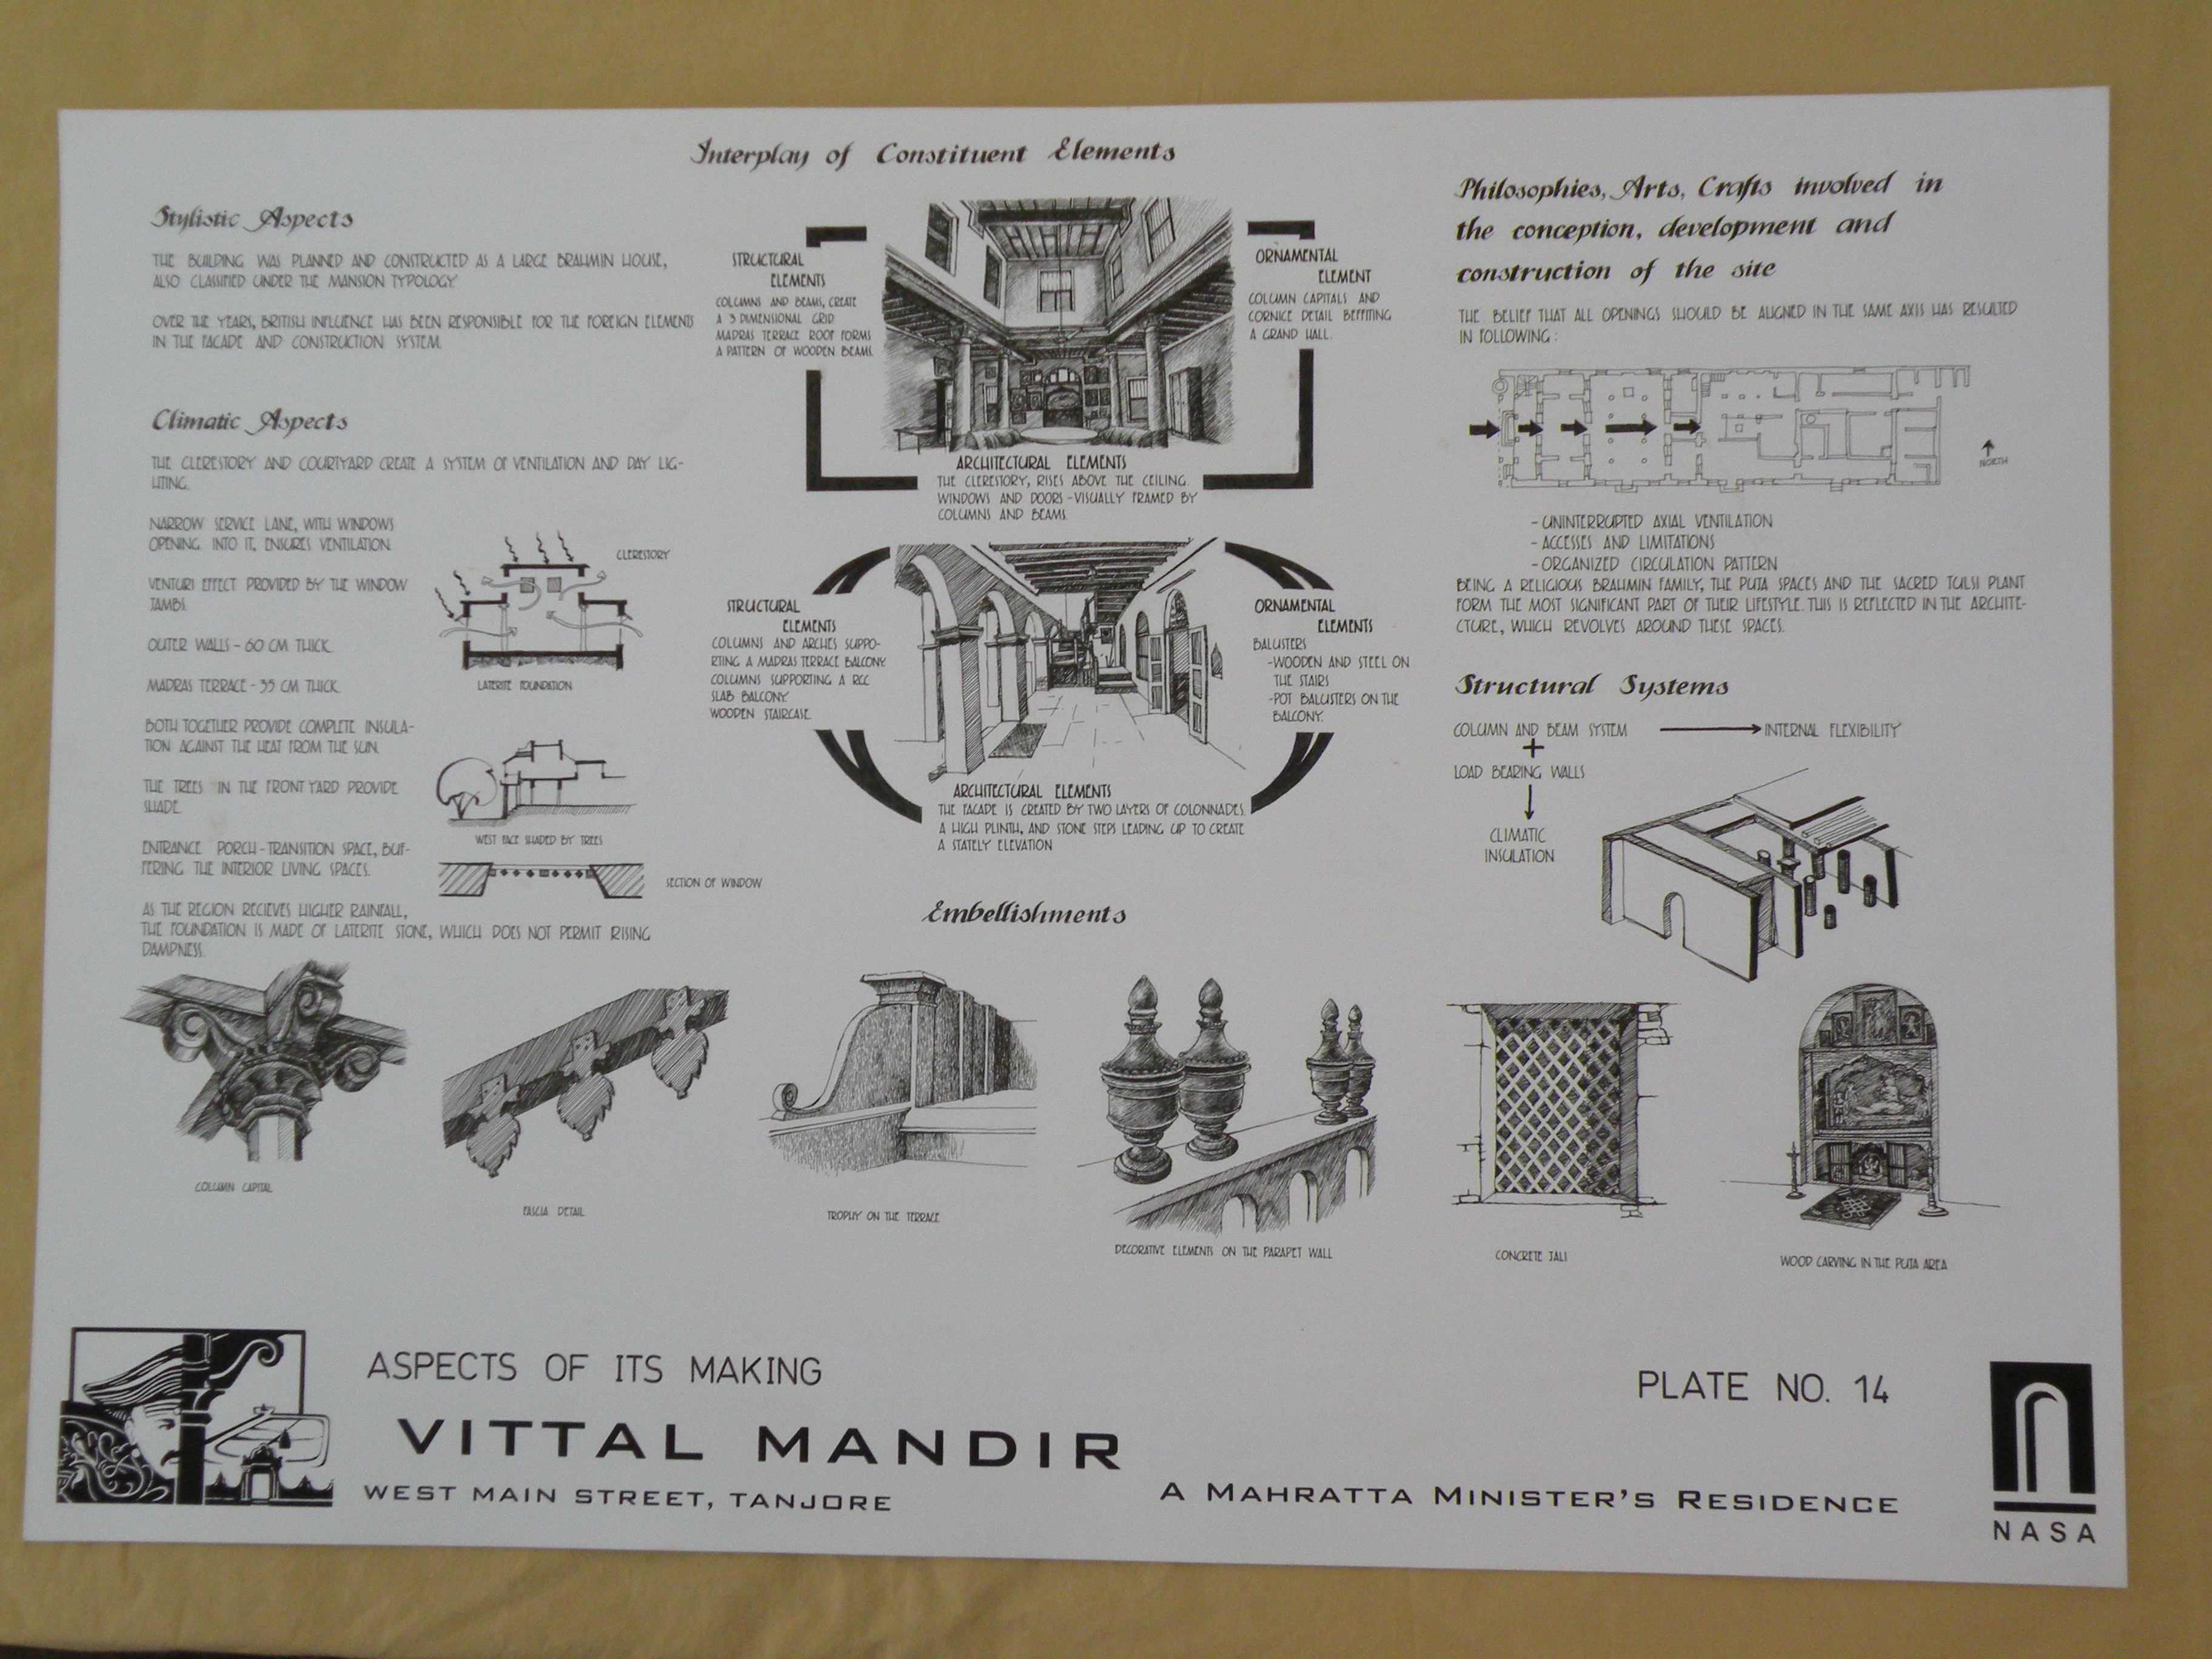 Interplay of Constituent Elements
Stylistic Aspects
THE BUILDING WAS PLANNED AND CONSTRUCTED AS A LARGE BRAHMIN HOUSE,
ALSO CLASSIFIED UNDER THE MANSION TYPOLOGY.
OVER THE YEARS, BRITISH INFLUENCE HAS BEEN RESPONSIBLE FOR THE FOREIGN ELEMENTS
IN THE FACADE AND CONSTRUCTION SYSTEM.
Climatic Aspects
THE CLERESTORY AND COURTYARD CREATE A SYSTEM OF VENTILATION AND DAY LIG-
HTING.
NARROW SERVICE LANE, WITH WINDOWS
OPENING INTO IT, ENSURES VENTILATION.
VENTURI EFFECT PROVIDED BY THE WINDOW
JAMBS.
OUTER WALLS - 60 CM THICK.
MADRAS TERRACE - 35 CM THICK.
BOTH TOGETHER PROVIDE COMPLETE INSULA-
TION AGAINST THE HEAT FROM THE SUN.
THE TREES IN THE FRONT YARD PROVIDE
SHADE.
ENTRANCE PORCH - TRANSITION SPACE, BUF-
FERING THE INTERIOR LIVING SPACES.
AS THE REGION RECIEVES HIGHER RAINFALL,
THE FOUNDATION IS MADE OF LATERITE STONE, WHICH DOES NOT PERMIT RISING
DAMPNESS.
CLERESTORY
LATERITE FOUNDATION
WEST FACE SHADED BY TREES
SECTION OF WINDOW
STRUCTURAL
ELEMENTS
COLUMNS AND BEAMS, CREATE
A 3 DIMENSIONAL GRID.
MADRAS TERRACE ROOF FORMS
A PATTERN OF WOODEN BEAMS.
ORNAMENTAL
ELEMENT
COLUMN CAPITALS AND
CORNICE DETAIL BEFITING
A GRAND HALL.
ARCHITECTURAL ELEMENTS
THE CLERESTORY, RISES ABOVE THE CEILING.
WINDOWS AND DOORS - VISUALLY FRAMED BY
COLUMNS AND BEAMS.
STRUCTURAL
ELEMENTS
COLUMNS AND ARCHES SUPPO-
RTING A MADRAS TERRACE BALCONY.
COLUMNS SUPPORTING A RCC
SLAB BALCONY.
WOODEN STAIRCASE.
ORNAMENTAL
ELEMENTS
BALUSTERS
-WOODEN AND STEEL ON
THE STAIRS
-POT BALUSTERS ON THE
BALCONY.
ARCHITECTURAL ELEMENTS
THE FACADE IS CREATED BY TWO LAYERS OF COLONNADES.
A HIGH PLINTH, AND STONE STEPS LEADING UP TO CREATE
A STATELY ELEVATION
Philosophies, Arts, Crafts involved in
the conception, development and
construction of the site
THE BELIEF THAT ALL OPENINGS SHOULD BE ALIGNED IN THE SAME AXIS HAS RESULTED
IN FOLLOWING :
NORTH
- UNINTERRUPTED AXIAL VENTILATION
- ACCESSES AND LIMITATIONS
- ORGANIZED CIRCULATION PATTERN
BEING A RELIGIOUS BRAHMIN FAMILY, THE PUJA SPACES AND THE SACRED TULSI PLANT
FORM THE MOST SIGNIFICANT PART OF THEIR LIFESTYLE. THIS IS REFLECTED IN THE ARCHITE-
CTURE, WHICH REVOLVES AROUND THESE SPACES.
Structural Systems
COLUMN AND BEAM SYSTEM → INTERNAL FLEXIBILITY
+
LOAD BEARING WALLS
↓
CLIMATIC
INSULATION
Embellishments
COLUMN CAPITAL
FASCIA DETAIL
TROPHY ON THE TERRACE
DECORATIVE ELEMENTS ON THE PARAPET WALL
CONCRETE JALI
WOOD CARVING IN THE PUJA AREA
ASPECTS OF ITS MAKING
PLATE NO. 14
VITTAL MANDIR
WEST MAIN STREET, TANJORE
A MAHRATTA MINISTER'S RESIDENCE
NASA